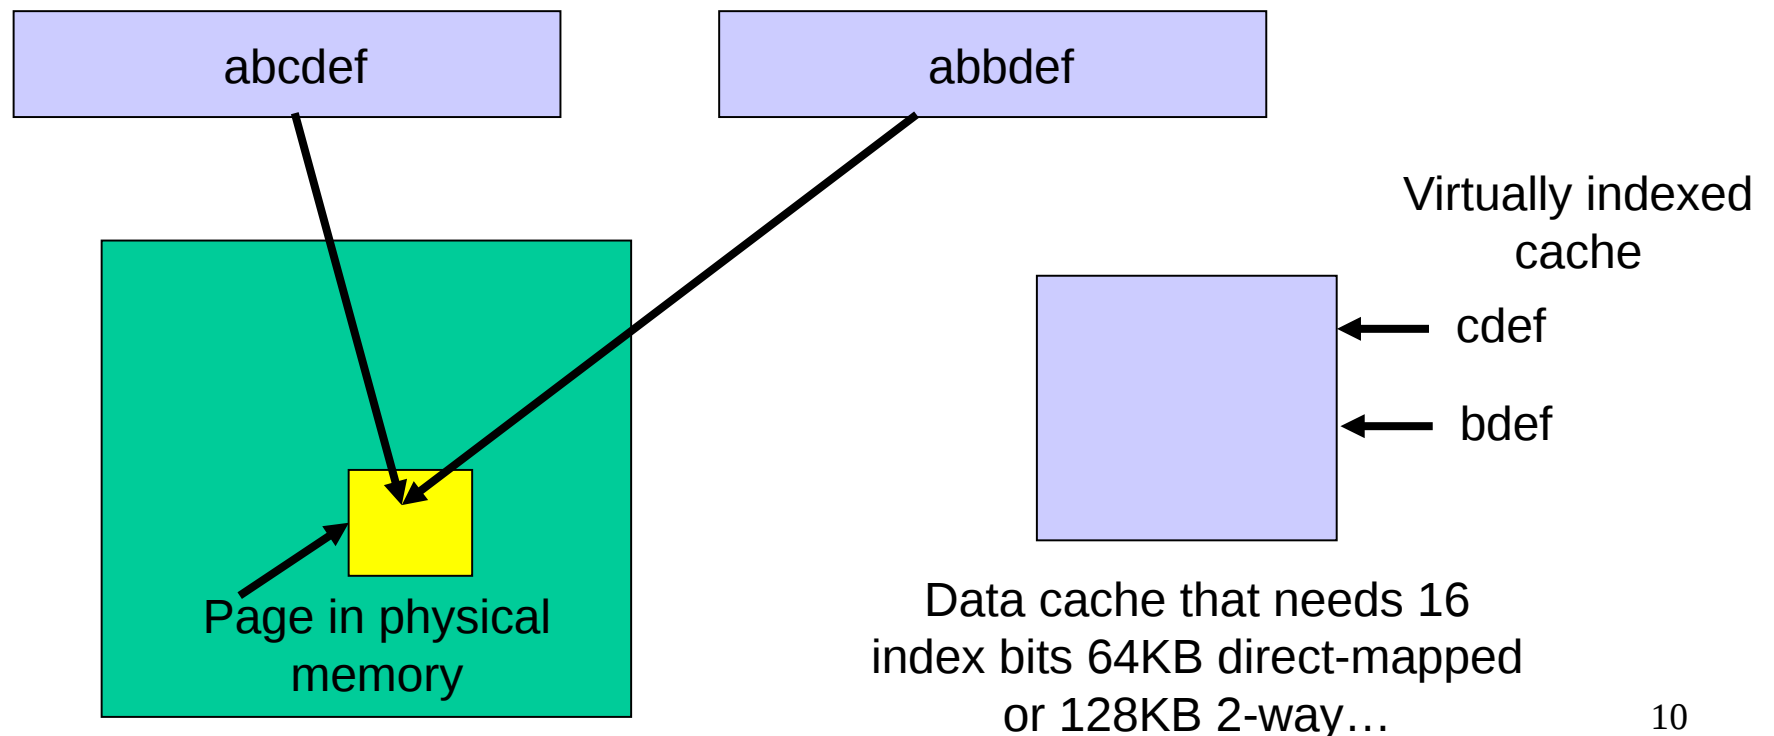 abcdef
abbdef
Virtually indexed
cache
cdef
bdef
Page in physical
memory
Data cache that needs 16
index bits 64KB direct-mapped
or 128KB 2-way…
10